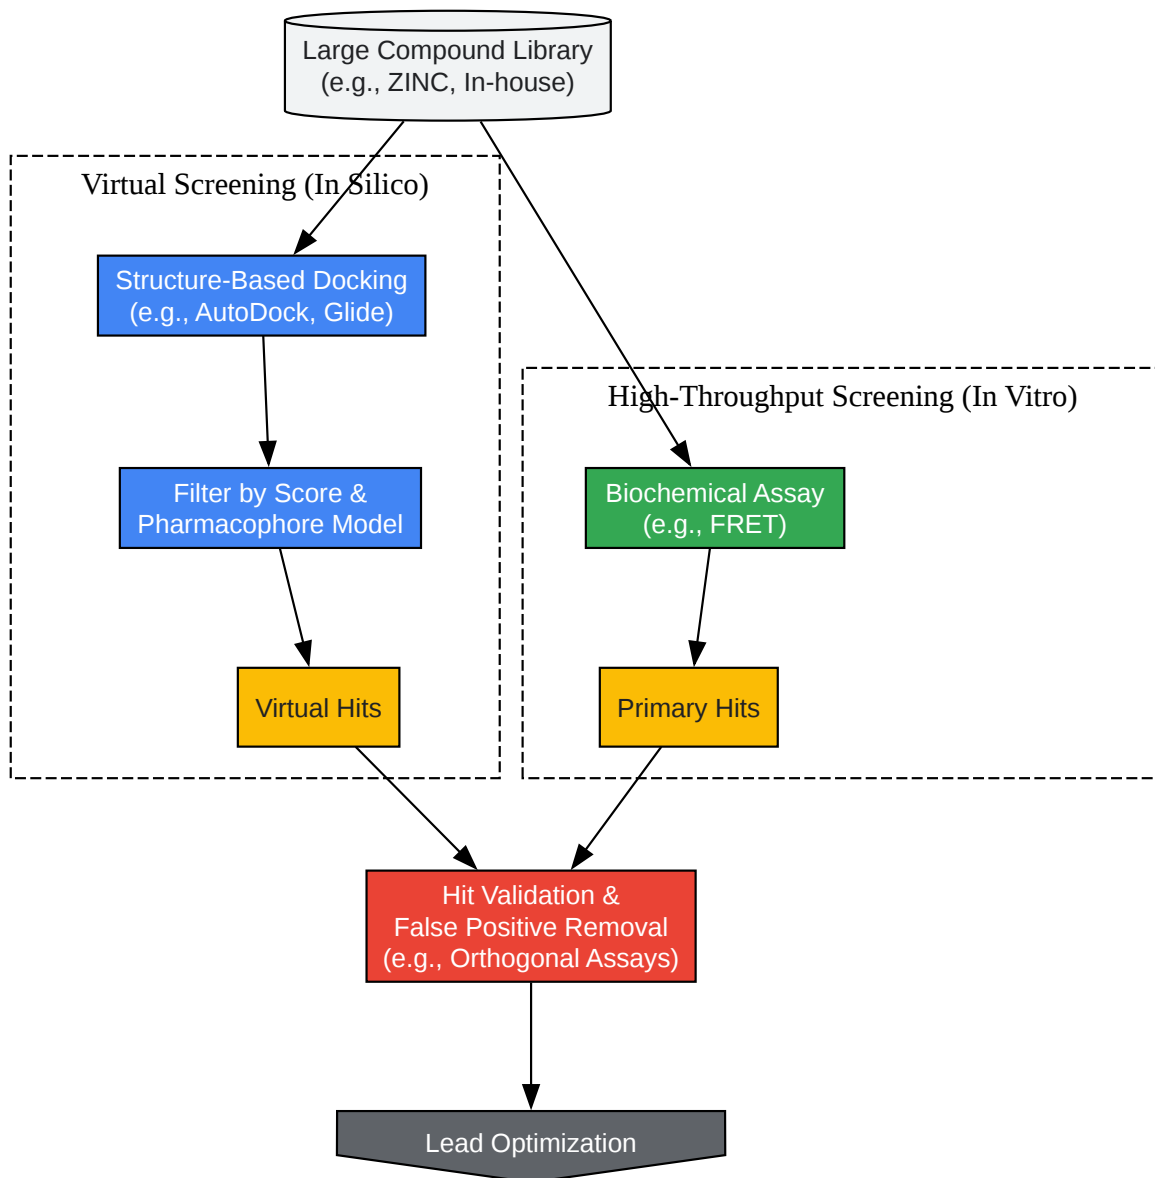 Large Compound Library
(e.g., ZINC, In-house)
Virtual Screening (In Silico)
Structure-Based Docking
(e.g., AutoDock, Glide)
Filter by Score &
Pharmacophore Model
Virtual Hits
High-Throughput Screening (In Vitro)
Biochemical Assay
(e.g., FRET)
Primary Hits
Hit Validation &
False Positive Removal
(e.g., Orthogonal Assays)
Lead Optimization